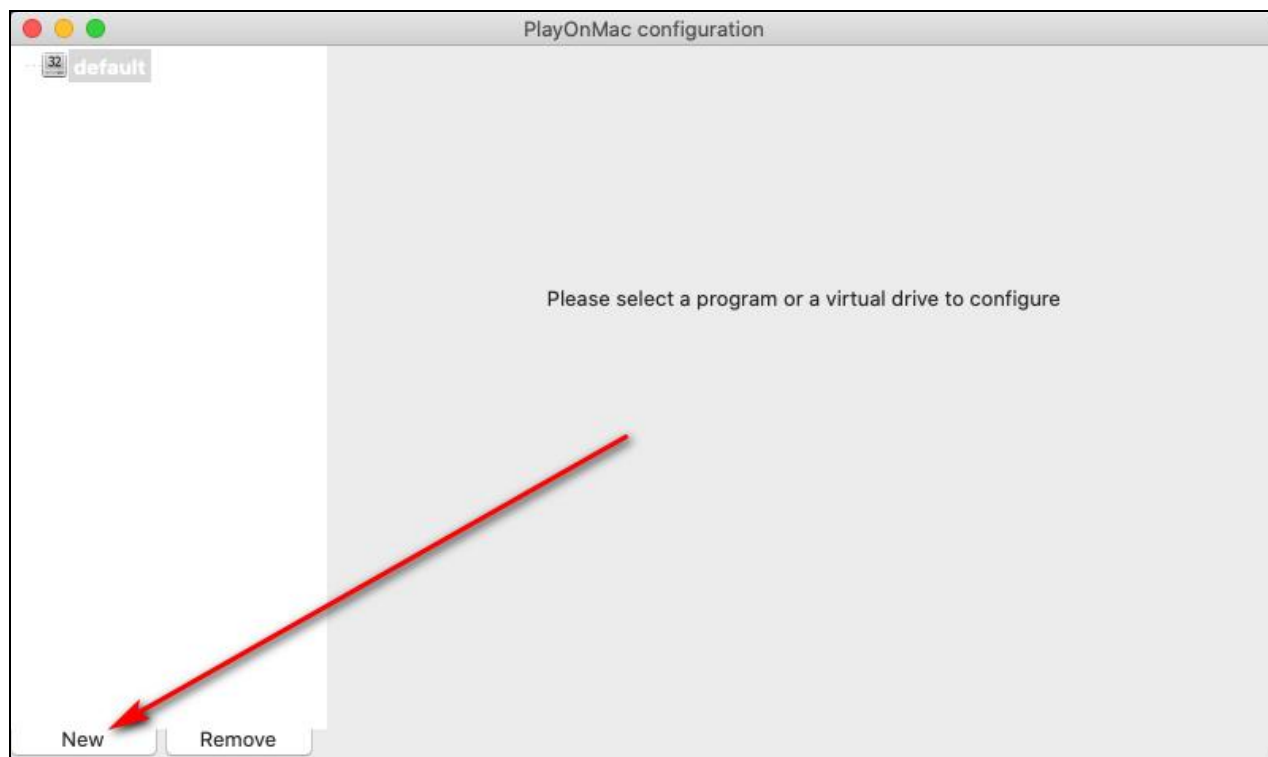 PlayOnMac configuration
32
default
Please select a program or a virtual drive to configure
New
Remove